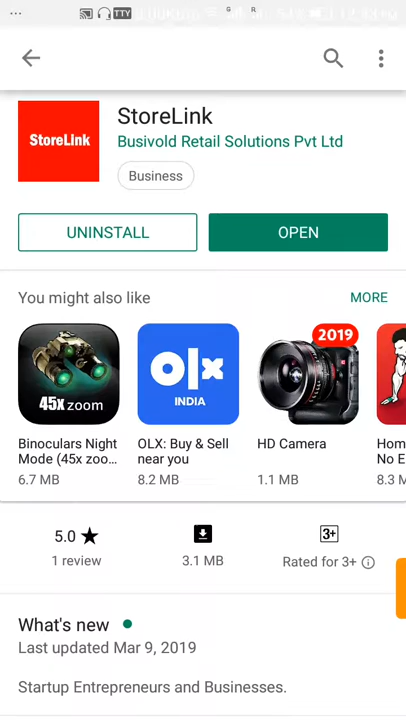 TTY
G R
StoreLink
StoreLink
Busivold Retail Solutions Pvt Ltd
Business
UNINSTALL OPEN
You might also like MORE
45x zoom
olx
INDIA
2019
Binoculars Night
Mode (45x zoo...
6.7 MB
OLX: Buy & Sell
near you
8.2 MB
HD Camera
1.1 MB
Hom
No E
8.3 M
5.0 ★
1 review
3.1 MB
3+
Rated for 3+
What's new
Last updated Mar 9, 2019
Startup Entrepreneurs and Businesses.